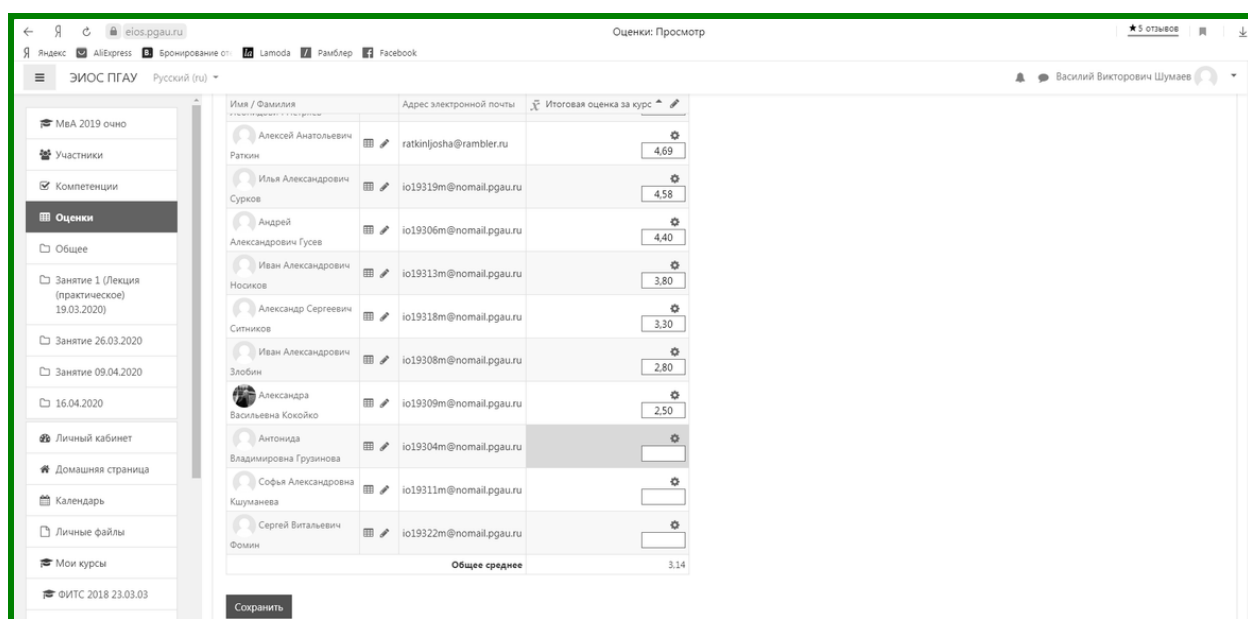 eios.pgau.ru
Оценки: Просмотр
★ 5 отзывов
Яндекс AliExpress Бронирование от Lamoda Рамблер Facebook
ЭИОС ПГАУ Русский (ru)
Василий Викторович Шумаев
МвА 2019 очно
Участники
Компетенции
Оценки
Общее
Занятие 1 (Лекция
(практическое)
19.03.2020)
Занятие 26.03.2020
Занятие 09.04.2020
16.04.2020
Личный кабинет
Домашняя страница
Календарь
Личные файлы
Мои курсы
ФИТС 2018 23.03.03
Имя / Фамилия Адрес электронной почты Итоговая оценка за курс
Алексей Анатольевич
Раткин
ratkinljosha@rambler.ru
4,69
Илья Александрович
Сурков
io19319m@nomail.pgau.ru
4,58
Андрей
Александрович Гусев
io19306m@nomail.pgau.ru
4,40
Иван Александрович
Носиков
io19313m@nomail.pgau.ru
3,80
Александр Сергеевич
Ситников
io19318m@nomail.pgau.ru
3,30
Иван Александрович
Злобин
io19308m@nomail.pgau.ru
2,80
Александра
Васильевна Кокойко
io19309m@nomail.pgau.ru
2,50
Антонида
Владимировна Грузинова
io19304m@nomail.pgau.ru
Софья Александровна
Кшуманева
io19311m@nomail.pgau.ru
Сергей Витальевич
Фомин
io19322m@nomail.pgau.ru
Общее среднее 3,14
Сохранить